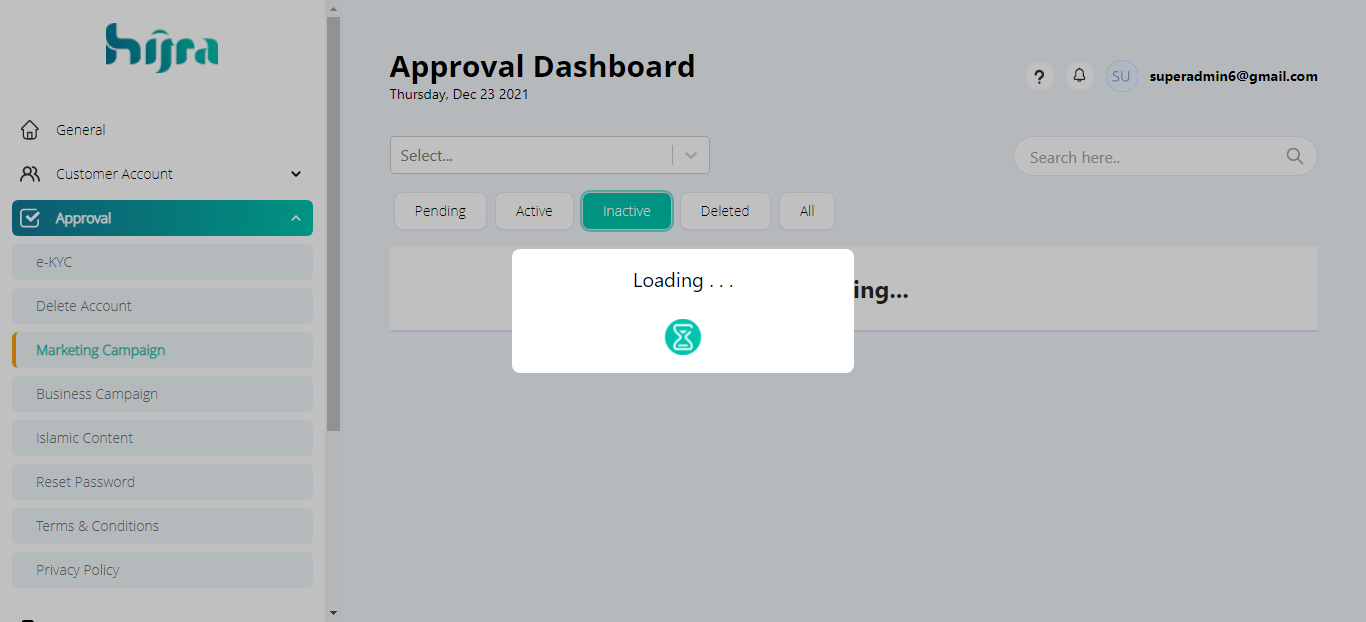 hijra
General
Customer Account
Approval
e-KYC
Delete Account
Marketing Campaign
Business Campaign
Islamic Content
Reset Password
Terms & Conditions
Privacy Policy
Approval Dashboard
Thursday, Dec 23 2021
?
SU
superadmin6@gmail.com
Select...
Search here..
Pending
Active
Inactive
Deleted
All
Loading . . .
ing...